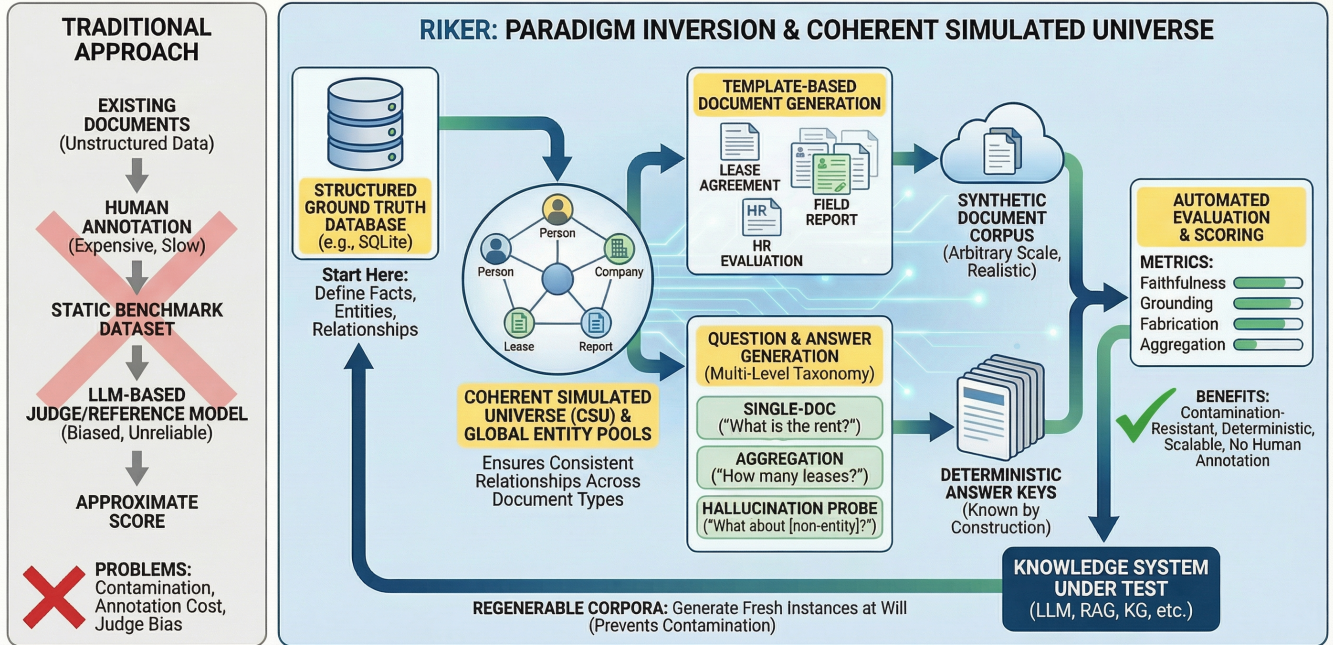 TRADITIONAL
APPROACH
EXISTING
DOCUMENTS
(Unstructured Data)
HUMAN
ANNOTATION
(Expensive, Slow)
STATIC BENCHMARK
DATASET
LLM-BASED
JUDGE/REFERENCE MODEL
(Biased, Unreliable)
APPROXIMATE
SCORE
PROBLEMS:
Contamination,
Annotation Cost,
Judge Bias
RIKER: PARADIGM INVERSION & COHERENT SIMULATED UNIVERSE
STRUCTURED
GROUND TRUTH
DATABASE
(e.g., SQLite)
Start Here:
Define Facts,
Entities,
Relationships
Person
Person
Company
Lease
Report
COHERENT SIMULATED
UNIVERSE (CSU) &
GLOBAL ENTITY POOLS
Ensures Consistent
Relationships Across
Document Types
TEMPLATE-BASED
DOCUMENT GENERATION
LEASE
AGREEMENT
FIELD
REPORT
HR
HR
EVALUATION
QUESTION & ANSWER
GENERATION
(Multi-Level Taxonomy)
SINGLE-DOC
("What is the rent?")
AGGREGATION
("How many leases?")
HALLUCINATION PROBE
("What about [non-entity]?")
SYNTHETIC
DOCUMENT
CORPUS
(Arbitrary Scale,
Realistic)
DETERMINISTIC
ANSWER KEYS
(Known by
Construction)
AUTOMATED
EVALUATION
& SCORING
METRICS:
Faithfulness
Grounding
Fabrication
Aggregation
BENEFITS:
Contamination-
Resistant, Deterministic,
Scalable, No Human
Annotation
KNOWLEDGE SYSTEM
UNDER TEST
(LLM, RAG, KG, etc.)
REGENERABLE CORPORA: Generate Fresh Instances at Will
(Prevents Contamination)